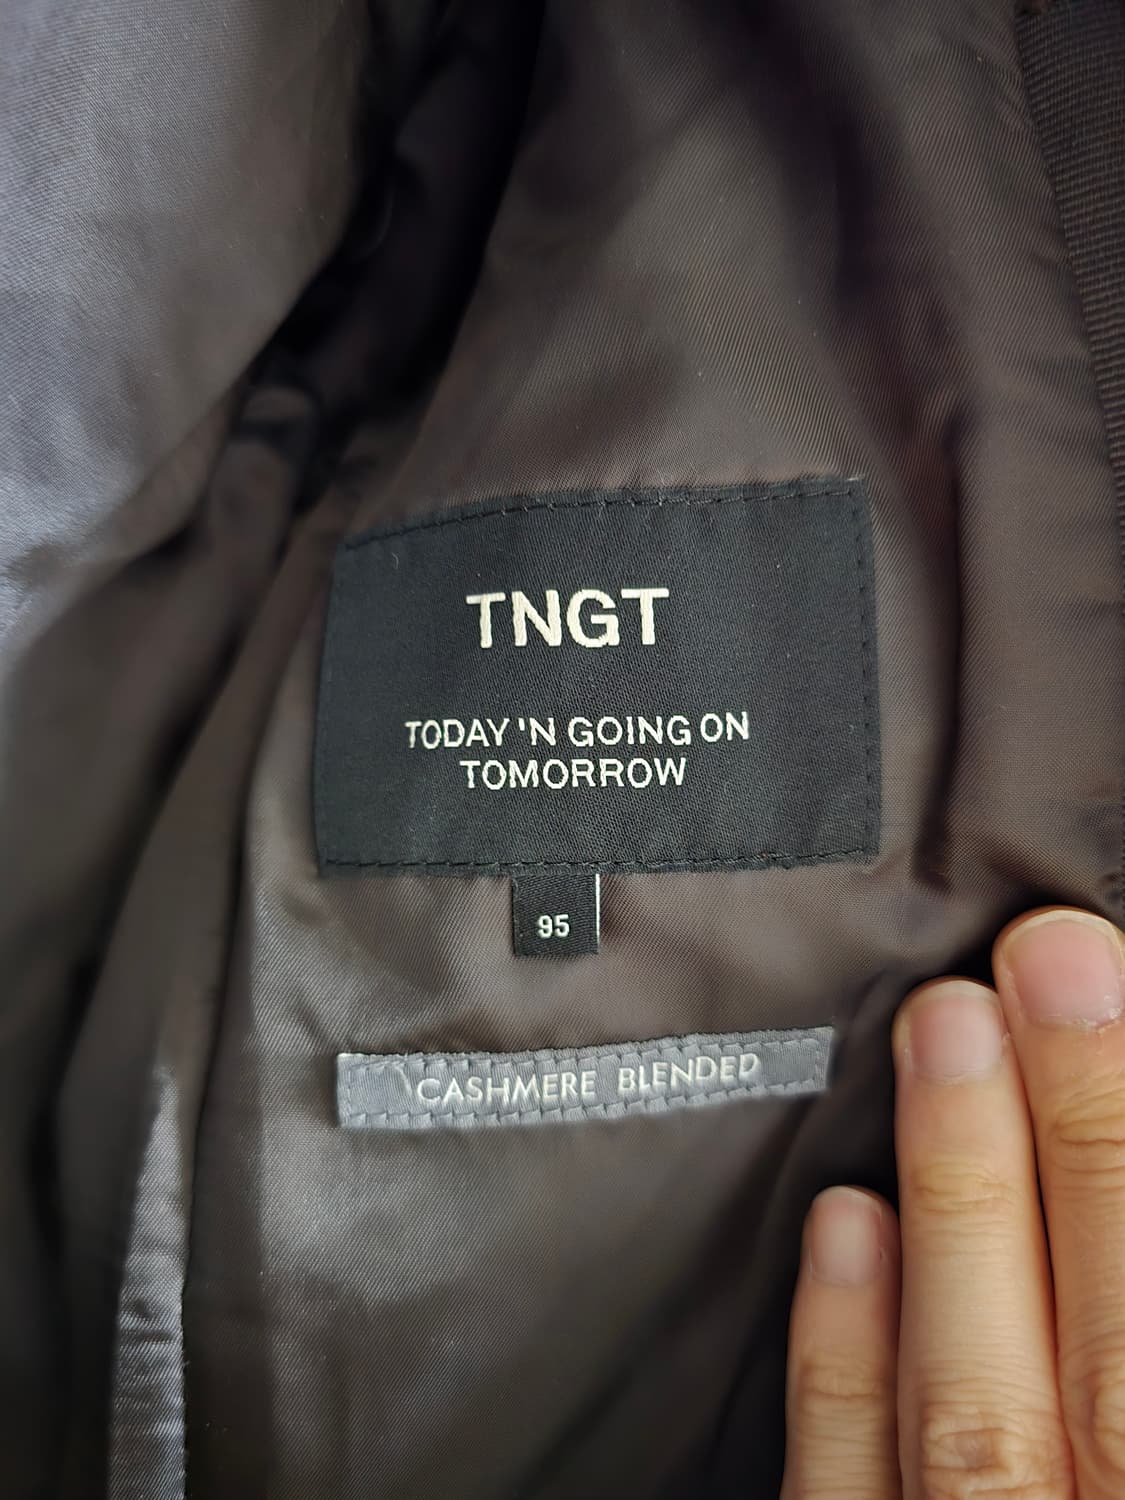 TNGT
TODAY 'N GOING ON
TOMORROW
95
CASHMERE BLENDED